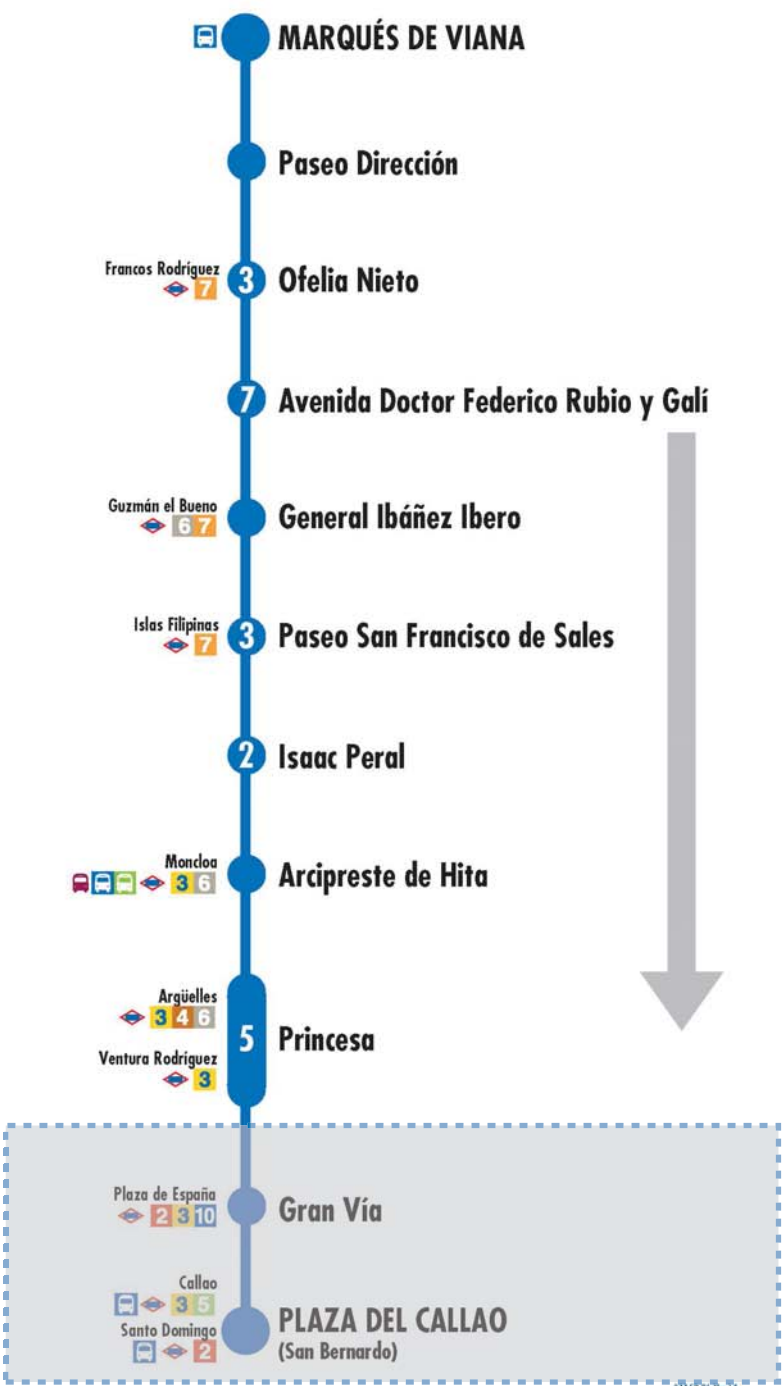 MARQUÉS DE VIANA
Paseo Dirección
Francos Rodríguez
7
3
Ofelia Nieto
7
Avenida Doctor Federico Rubio y Galí
Guzmán el Bueno
6 7
General Ibáñez Ibero
Islas Filipinas
7
3
Paseo San Francisco de Sales
2
Isaac Peral
Moncloa
3 6
Arcipreste de Hita
Argüelles
3 4 6
Ventura Rodríguez
3
5
Princesa
Plaza de España
2 3 10
Gran Vía
Callao
3 5
Santo Domingo
2
PLAZA DEL CALLAO
(San Bernardo)